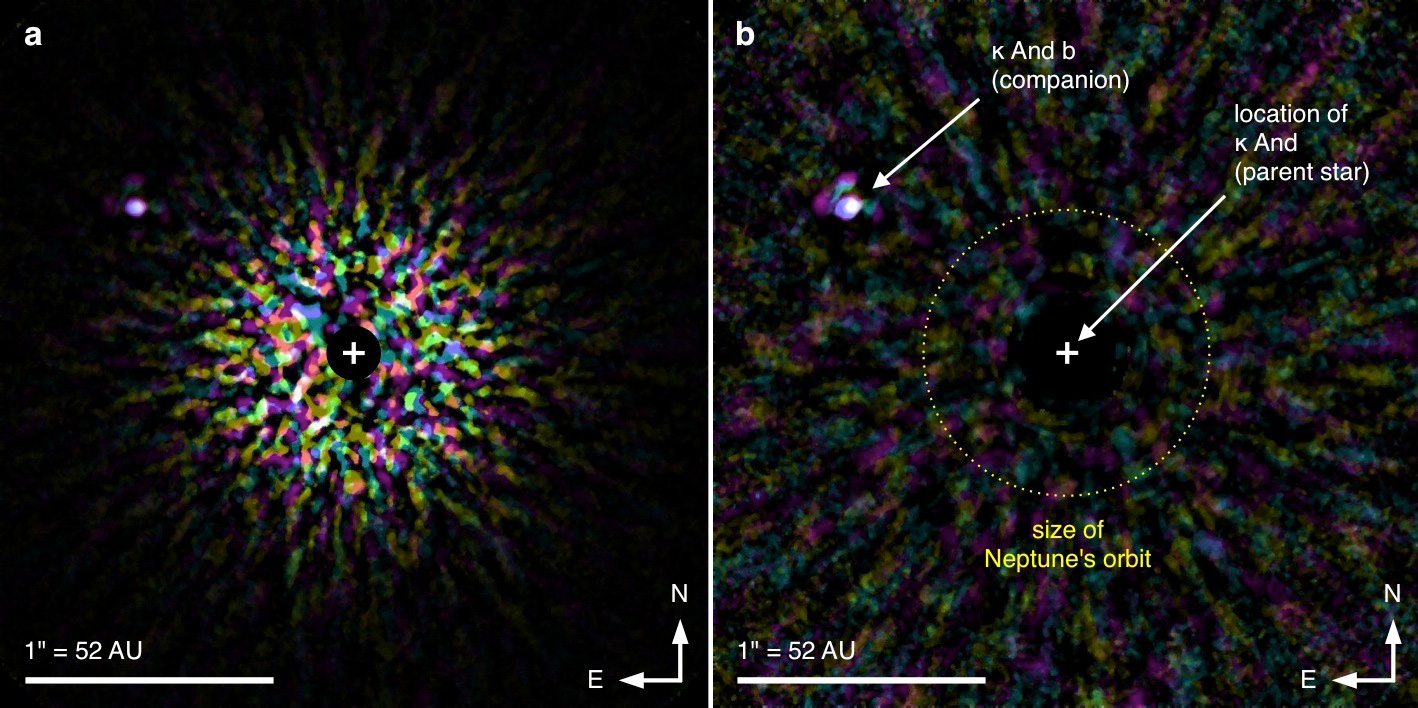 a
1" = 52 AU
N
E
b
κ And b
(companion)
location of
κ And
(parent star)
size of
Neptune's orbit
1" = 52 AU
N
E